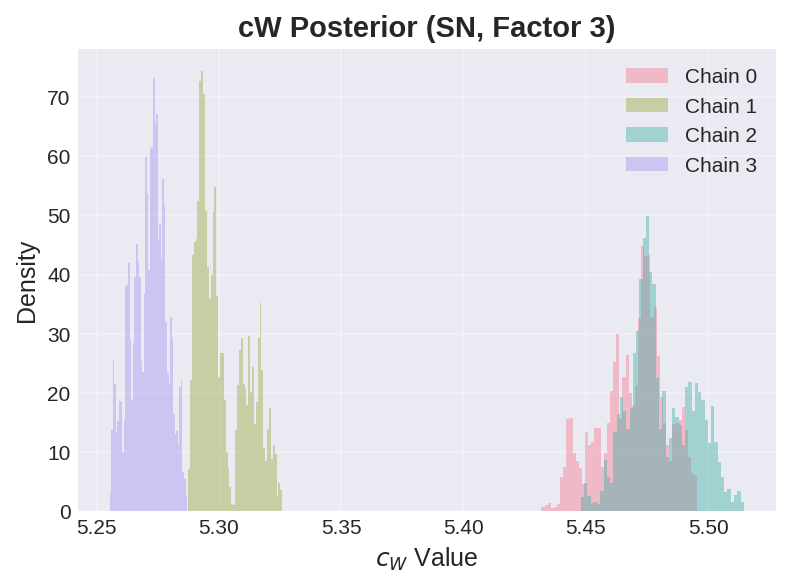 cW Posterior (SN, Factor 3)
Chain 0
Chain 1
Chain 2
Chain 3
Density
70
60
50
40
30
20
10
0
5.25 5.30 5.35 5.40 5.45 5.50
c_W Value